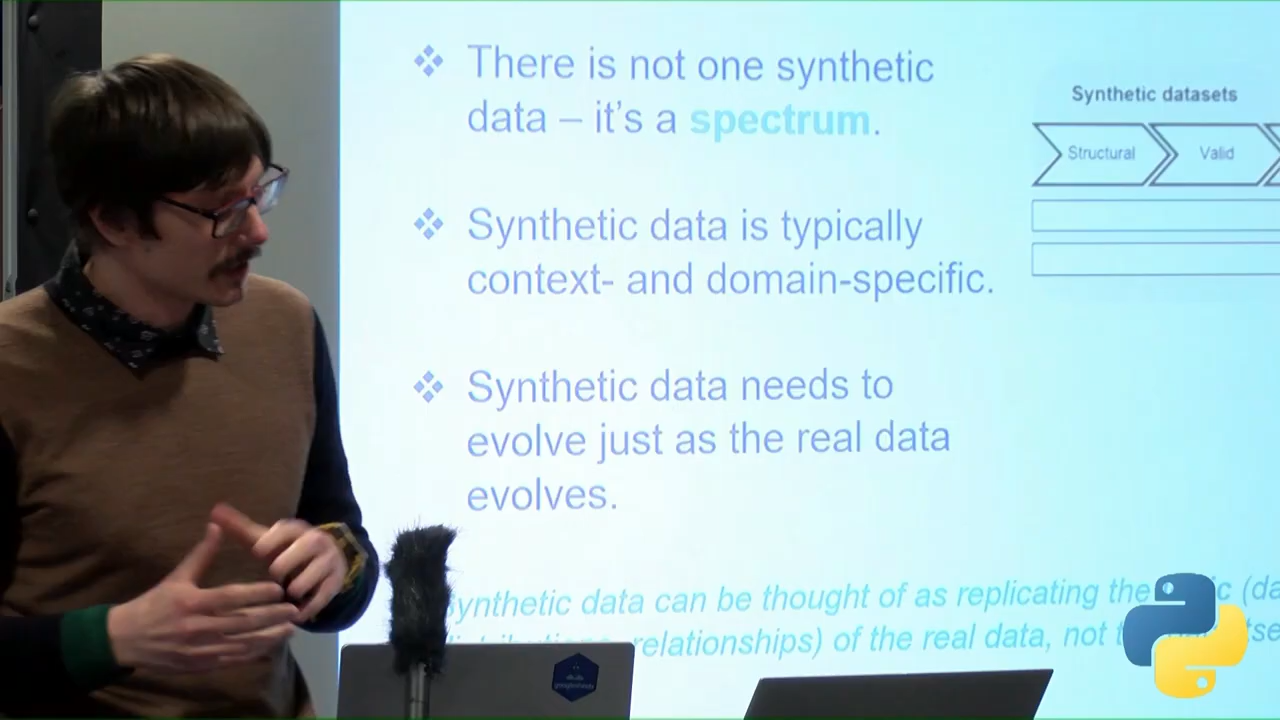 There is not one synthetic
data – it's a spectrum.
Synthetic data is typically
context- and domain-specific.
Synthetic data needs to
evolve just as the real data
evolves.
Synthetic datasets
Structural
Valid
ynthetic data can be thought of as replicating the
relationships) of the real data, not